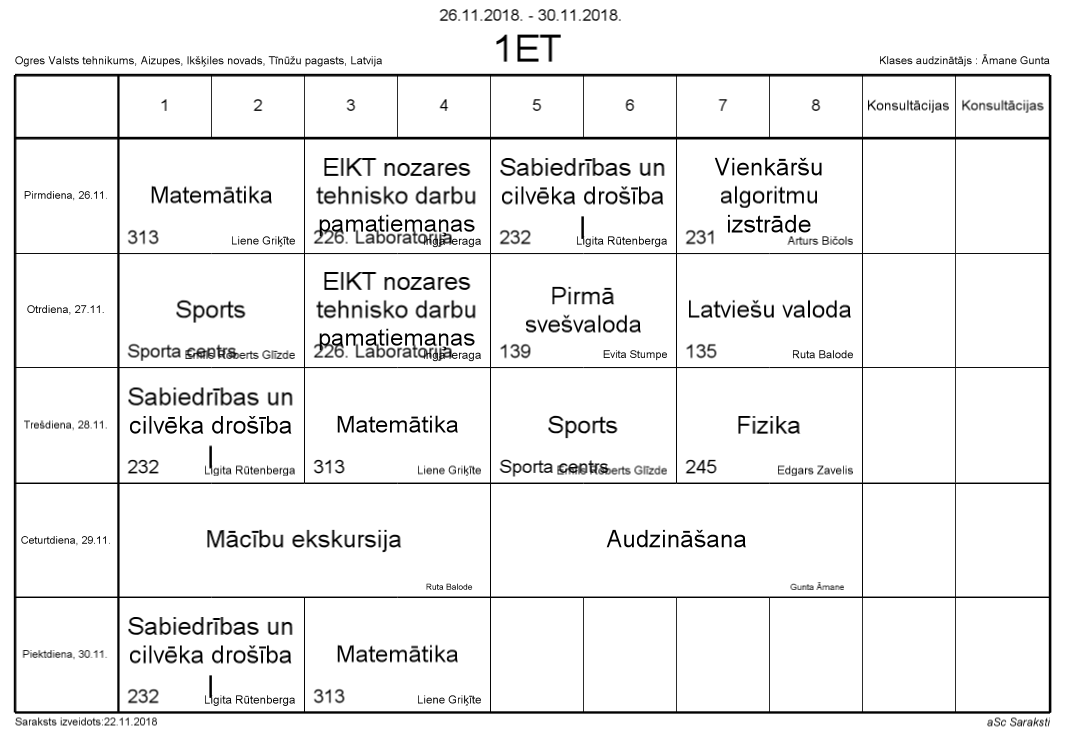 26.11.2018. - 30.11.2018.
1ET
Ogres Valsts tehnikums, Aizupes, Ikšķiles novads, Tīnūžu pagasts, Latvija
Klases audzinātājs : Āmane Gunta
1 2 3 4 5 6 7 8 Konsultācijas Konsultācijas
Pirmdiena, 26.11.
Matemātika
313 Liene Griķīte
EIKT nozares
tehnisko darbu
pamatiemaņas
226. Laboratorija Inga Ieraga
Sabiedrības un
cilvēka drošība
I
232 Ligita Rūtenberga
Vienkāršu
algoritmu
izstrāde
231 Arturs Bičols
Otrdiena, 27.11.
Sports
Sporta centrs Emīls Roberts Glīzde
EIKT nozares
tehnisko darbu
pamatiemaņas
226. Laboratorija Inga Ieraga
Pirmā
svešvaloda
139 Evita Stumpe
Latviešu valoda
135 Ruta Balode
Trešdiena, 28.11.
Sabiedrības un
cilvēka drošība
I
232 Ligita Rūtenberga
Matemātika
313 Liene Griķīte
Sports
Sporta centrs Emīls Roberts Glīzde
Fizika
245 Edgars Zavelis
Ceturtdiena, 29.11.
Mācību ekskursija
Ruta Balode
Audzināšana
Gunta Āmane
Piektdiena, 30.11.
Sabiedrības un
cilvēka drošība
I
232 Ligita Rūtenberga
Matemātika
313 Liene Griķīte
Saraksts izveidots:22.11.2018
aSc Saraksti